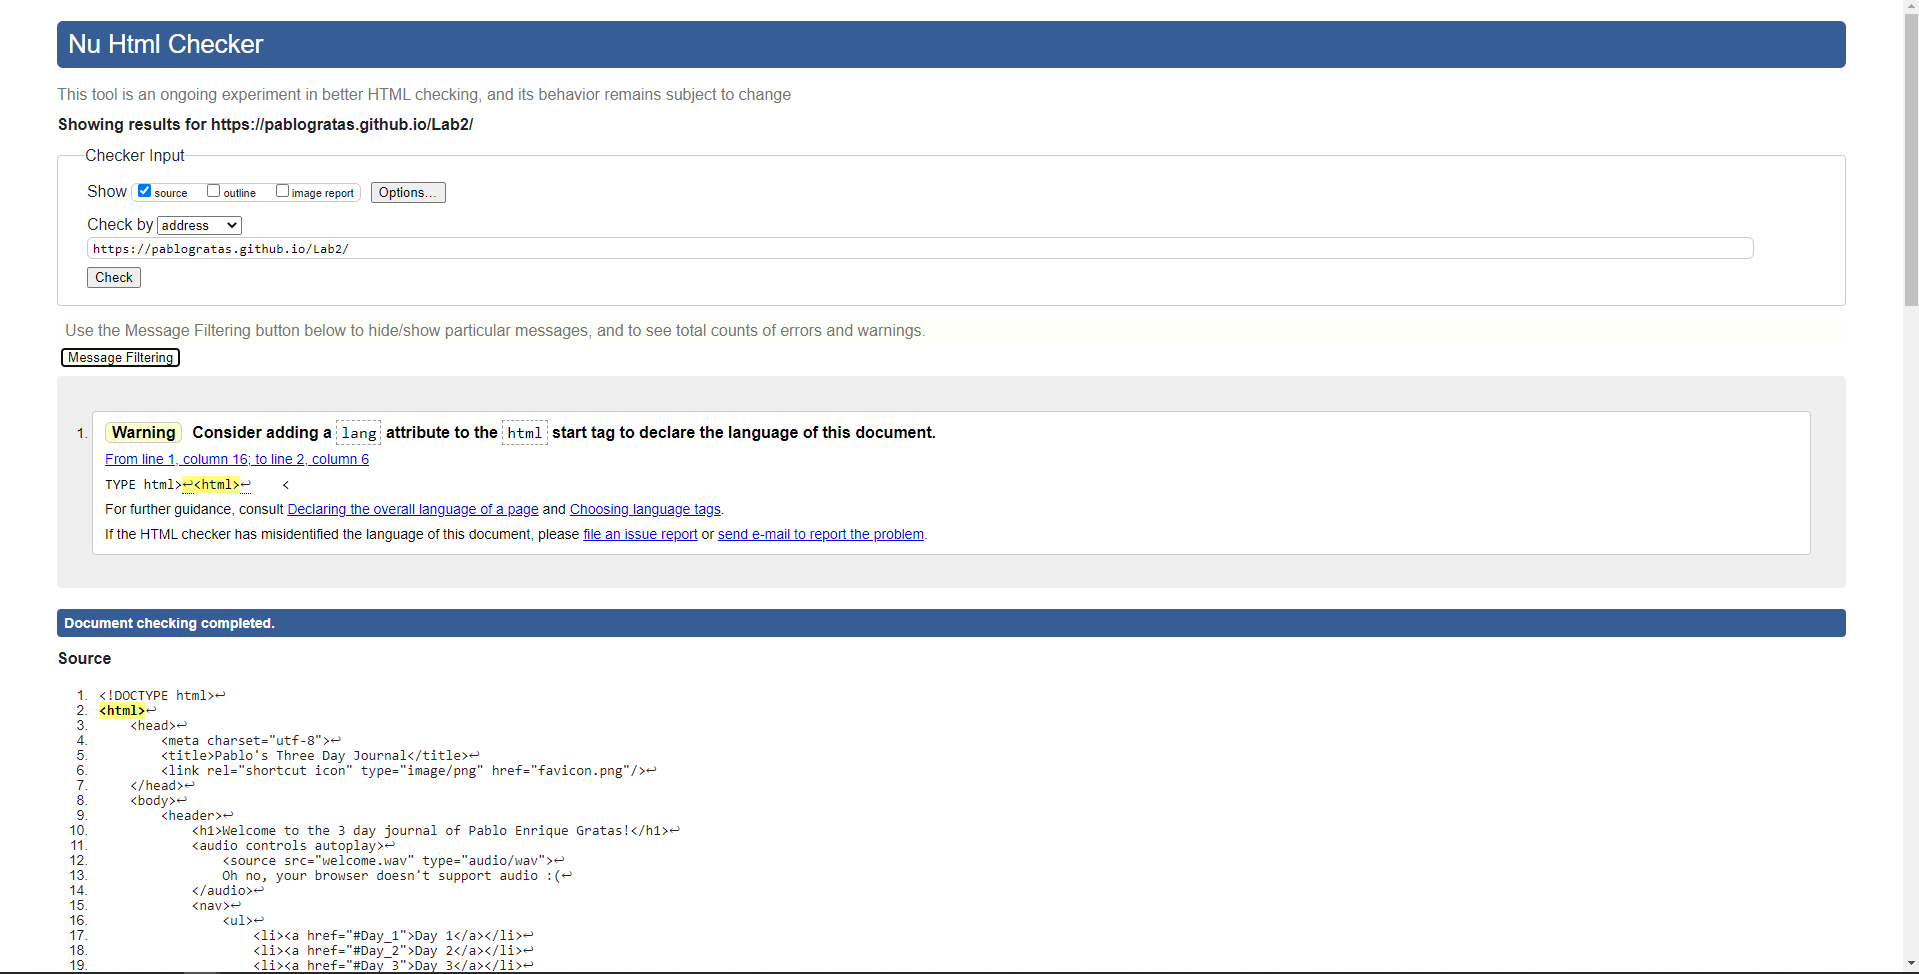 Nu Html Checker
This tool is an ongoing experiment in better HTML checking, and its behavior remains subject to change
Showing results for https://pablogratas.github.io/Lab2/
Checker Input
Show source outline image report Options...
Check by address
https://pablogratas.github.io/Lab2/
Check
Use the Message Filtering button below to hide/show particular messages, and to see total counts of errors and warnings.
Message Filtering
1. Warning Consider adding a lang attribute to the html start tag to declare the language of this document.
From line 1, column 16; to line 2, column 6
TYPE html>↩<html>↩    <
For further guidance, consult Declaring the overall language of a page and Choosing language tags.
If the HTML checker has misidentified the language of this document, please file an issue report or send e-mail to report the problem.
Document checking completed.
Source
1. <!DOCTYPE html>↩
2. <html>↩
3.     <head>↩
4.         <meta charset="utf-8">↩
5.         <title>Pablo's Three Day Journal</title>↩
6.         <link rel="shortcut icon" type="image/png" href="favicon.png"/>↩
7.     </head>↩
8.     <body>↩
9.         <header>↩
10.             <h1>Welcome to the 3 day journal of Pablo Enrique Gratas!</h1>↩
11.             <audio controls autoplay>↩
12.                 <source src="welcome.wav" type="audio/wav">↩
13.                 Oh no, your browser doesn't support audio :(↩
14.             </audio>↩
15.             <nav>↩
16.                 <ul>↩
17.                     <li><a href="#Day_1">Day 1</a></li>↩
18.                     <li><a href="#Day_2">Day 2</a></li>↩
19.                     <li><a href="#Day_3">Day 3</a></li>↩